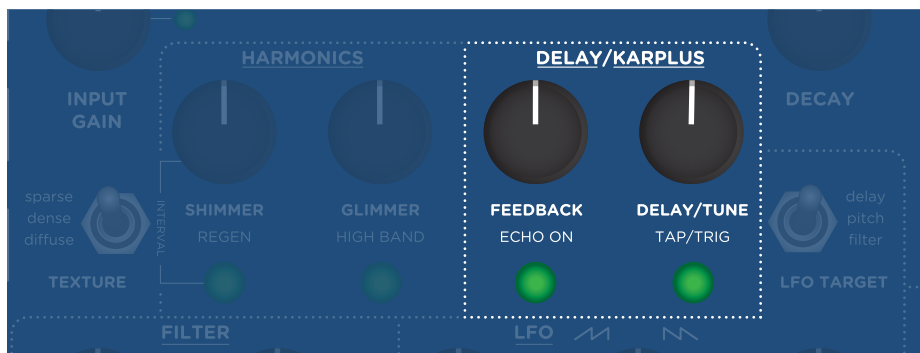 HARMONICS
DELAY/KARPLUS
INPUT
GAIN
DECAY
sparse
dense
diffuse
TEXTURE
INTERVAL
SHIMMER
REGEN
GLIMMER
HIGH BAND
FEEDBACK
ECHO ON
DELAY/TUNE
TAP/TRIG
delay
pitch
filter
LFO TARGET
FILTER
LFO